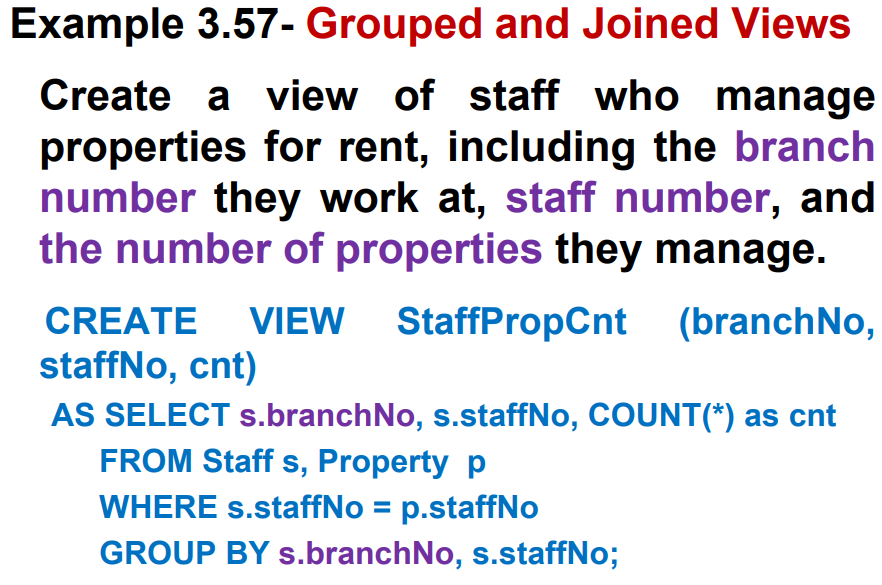 Example 3.57- Grouped and Joined Views
Create a view of staff who manage
properties for rent, including the branch
number they work at, staff number, and
the number of properties they manage.
CREATE VIEW StaffPropCnt (branchNo,
staffNo, cnt)
AS SELECT s.branchNo, s.staffNo, COUNT(*) as cnt
FROM Staff s, Property p
WHERE s.staffNo = p.staffNo
GROUP BY s.branchNo, s.staffNo;